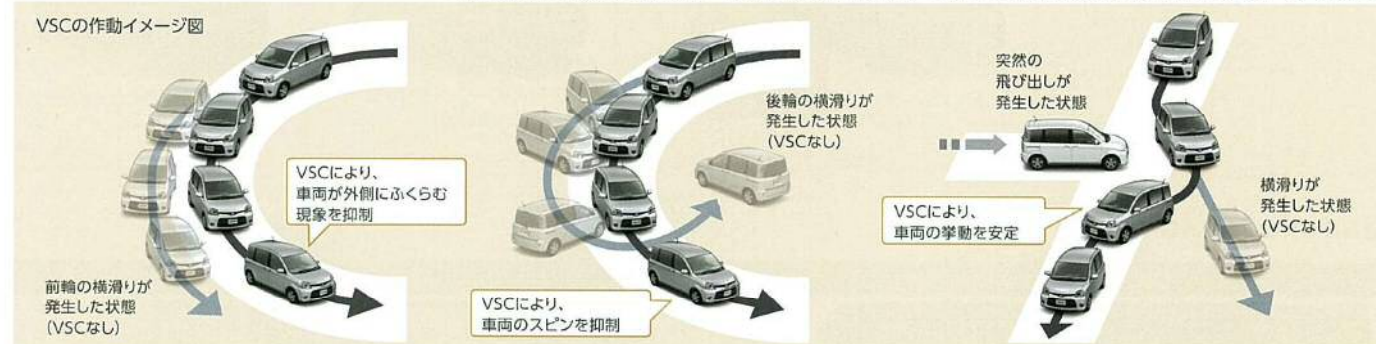 VSCの作動イメージ図
VSCにより、
車両が外側にふくらむ
現象を抑制
前輪の横滑りが
発生した状態
(VSCなし)
後輪の横滑りが
発生した状態
(VSCなし)
VSCにより、
車両のスピンを抑制
突然の
飛び出しが
発生した状態
VSCにより、
車両の挙動を安定
横滑りが
発生した状態
(VSCなし)